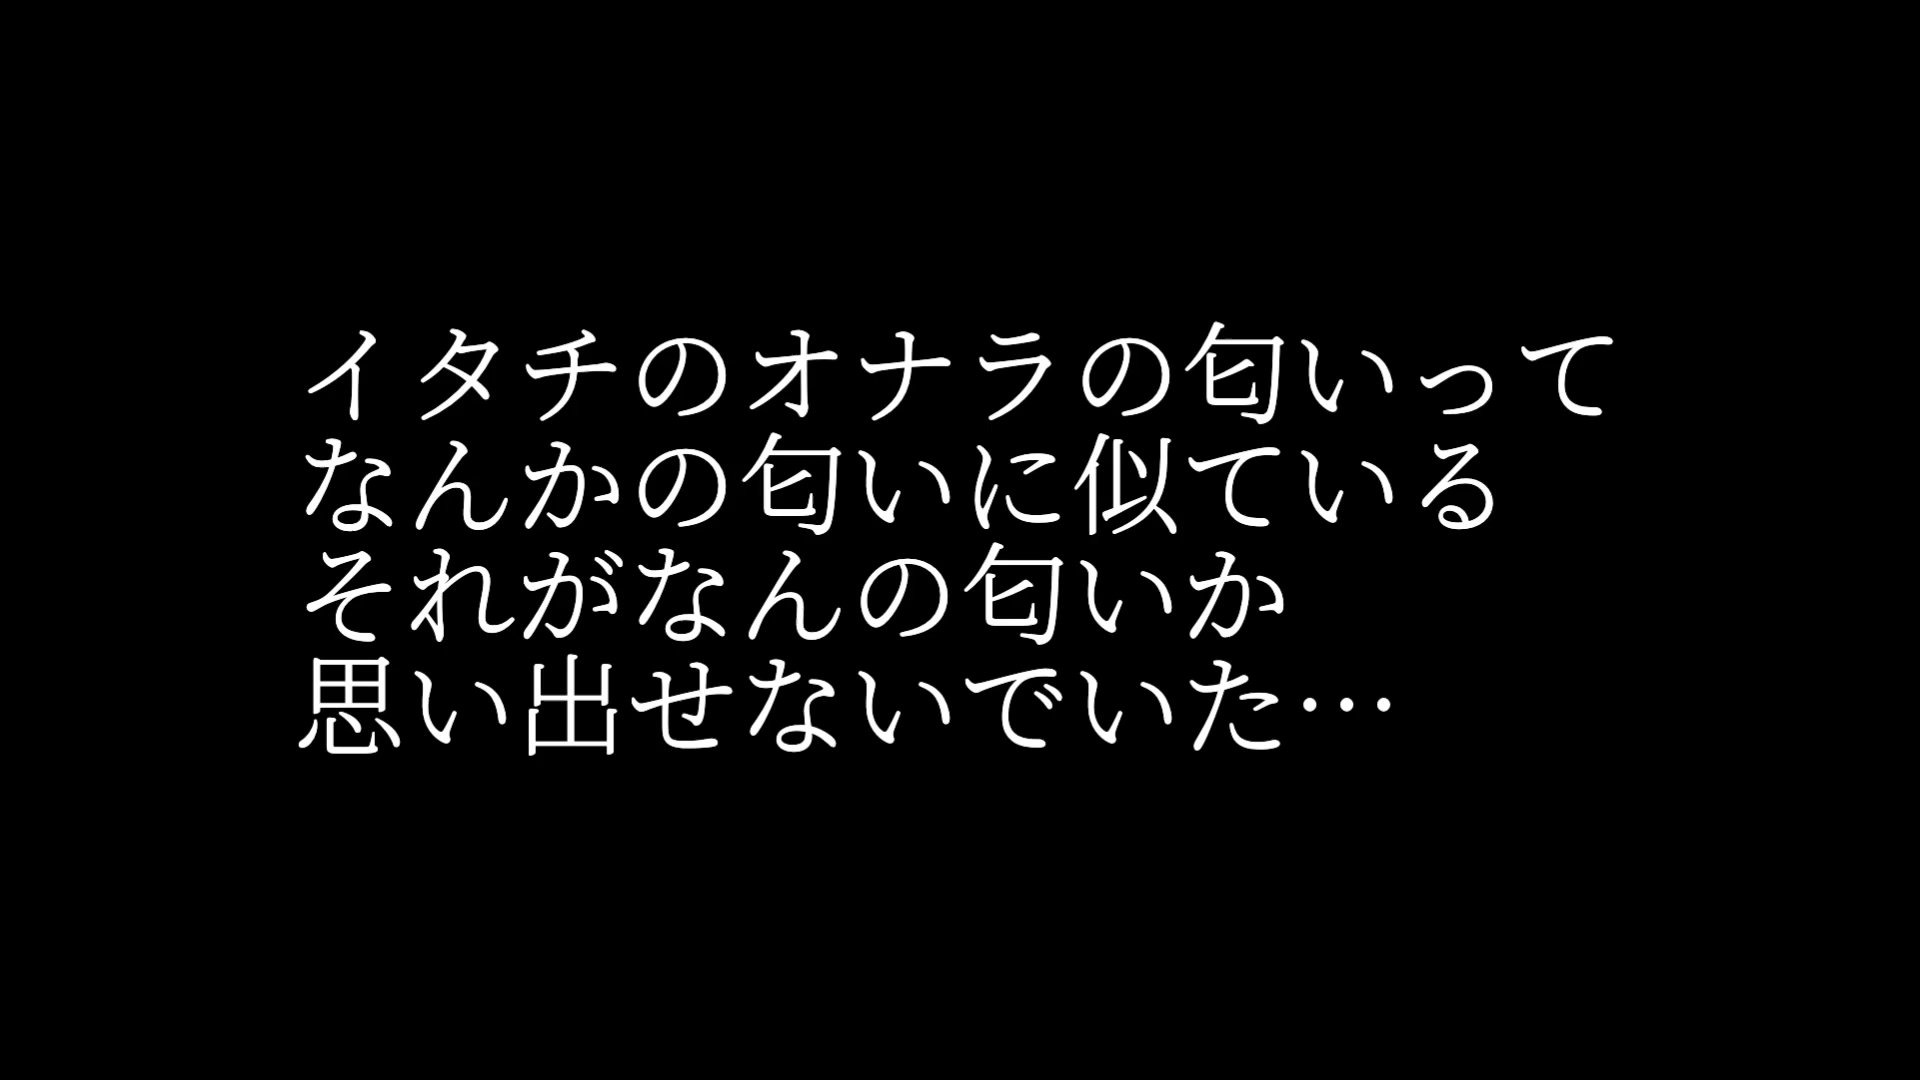 イタチのオナラの匂いって
なんかの匂いに似ている
それがなんの匂いか
思い出せないでいた…